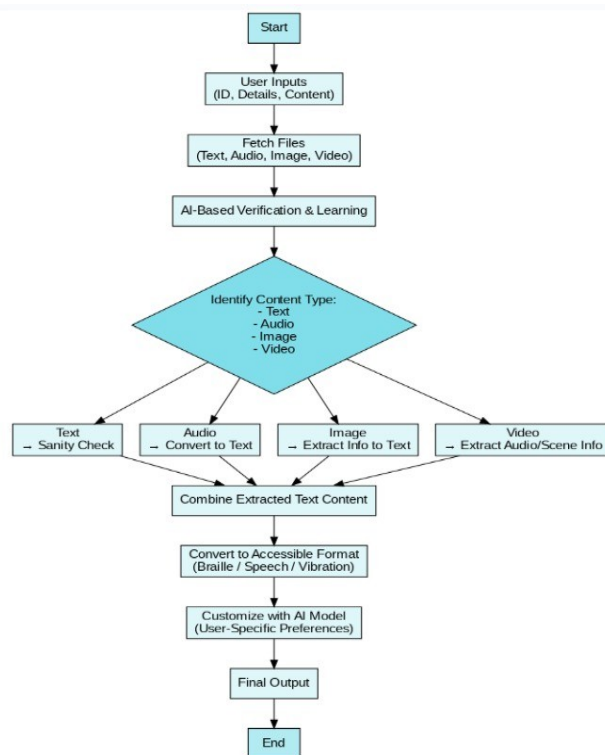 Start
User Inputs
(ID, Details, Content)
Fetch Files
(Text, Audio, Image, Video)
AI-Based Verification & Learning
Identify Content Type:
- Text
- Audio
- Image
- Video
Text
→ Sanity Check
Audio
→ Convert to Text
Image
→ Extract Info to Text
Video
→ Extract Audio/Scene Info
Combine Extracted Text Content
Convert to Accessible Format
(Braille / Speech / Vibration)
Customize with AI Model
(User-Specific Preferences)
Final Output
End